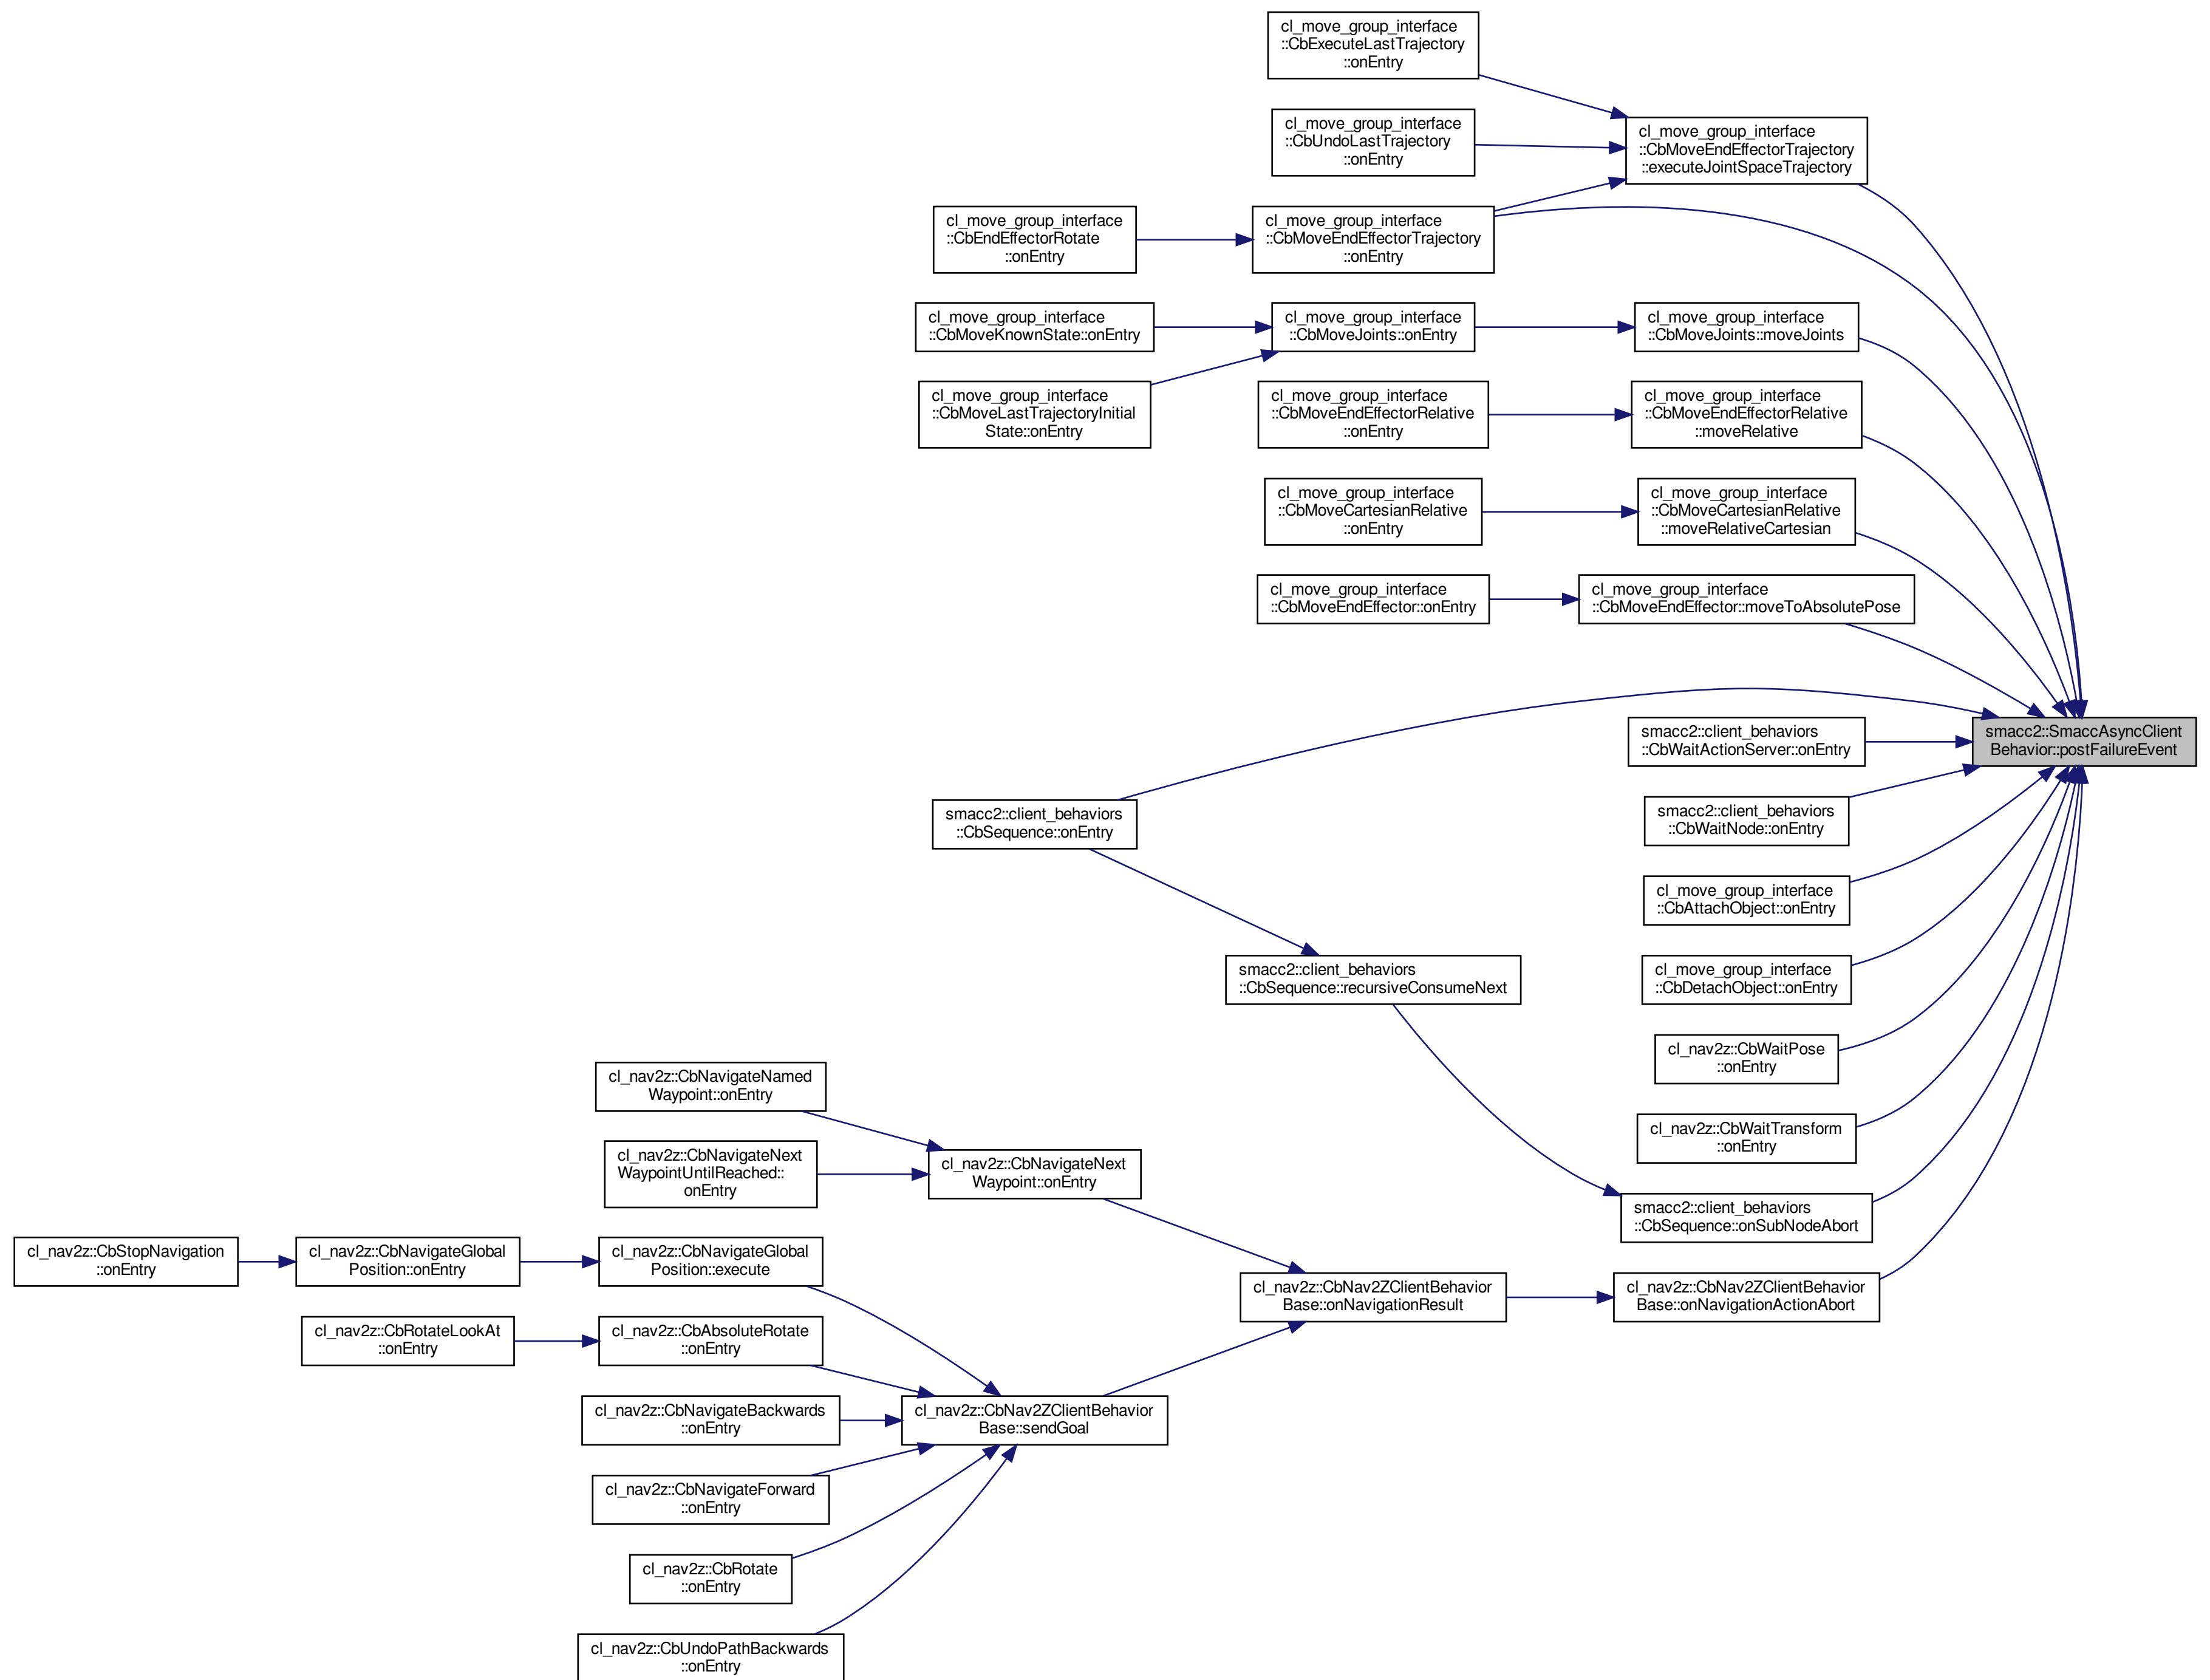 cl_move_group_interface
::CbExecuteLastTrajectory
::onEntry
cl_move_group_interface
::CbUndoLastTrajectory
::onEntry
cl_move_group_interface
::CbMoveEndEffectorTrajectory
::executeJointSpaceTrajectory
cl_move_group_interface
::CbEndEffectorRotate
::onEntry
cl_move_group_interface
::CbMoveEndEffectorTrajectory
::onEntry
cl_move_group_interface
::CbMoveKnownState::onEntry
cl_move_group_interface
::CbMoveJoints::onEntry
cl_move_group_interface
::CbMoveJoints::moveJoints
cl_move_group_interface
::CbMoveLastTrajectoryInitial
State::onEntry
cl_move_group_interface
::CbMoveEndEffectorRelative
::onEntry
cl_move_group_interface
::CbMoveEndEffectorRelative
::moveRelative
cl_move_group_interface
::CbMoveCartesianRelative
::onEntry
cl_move_group_interface
::CbMoveCartesianRelative
::moveRelativeCartesian
cl_move_group_interface
::CbMoveEndEffector::onEntry
cl_move_group_interface
::CbMoveEndEffector::moveToAbsolutePose
smacc2::client_behaviors
::CbWaitActionServer::onEntry
smacc2::SmaccAsyncClient
Behavior::postFailureEvent
smacc2::client_behaviors
::CbSequence::onEntry
smacc2::client_behaviors
::CbWaitNode::onEntry
cl_move_group_interface
::CbAttachObject::onEntry
smacc2::client_behaviors
::CbSequence::recursiveConsumeNext
cl_move_group_interface
::CbDetachObject::onEntry
cl_nav2z::CbWaitPose
::onEntry
cl_nav2z::CbNavigateNamed
Waypoint::onEntry
cl_nav2z::CbWaitTransform
::onEntry
cl_nav2z::CbNavigateNext
WaypointUntilReached::
onEntry
cl_nav2z::CbNavigateNext
Waypoint::onEntry
smacc2::client_behaviors
::CbSequence::onSubNodeAbort
cl_nav2z::CbStopNavigation
::onEntry
cl_nav2z::CbNavigateGlobal
Position::onEntry
cl_nav2z::CbNavigateGlobal
Position::execute
cl_nav2z::CbNav2ZClientBehavior
Base::onNavigationResult
cl_nav2z::CbNav2ZClientBehavior
Base::onNavigationActionAbort
cl_nav2z::CbRotateLookAt
::onEntry
cl_nav2z::CbAbsoluteRotate
::onEntry
cl_nav2z::CbNavigateBackwards
::onEntry
cl_nav2z::CbNav2ZClientBehavior
Base::sendGoal
cl_nav2z::CbNavigateForward
::onEntry
cl_nav2z::CbRotate
::onEntry
cl_nav2z::CbUndoPathBackwards
::onEntry